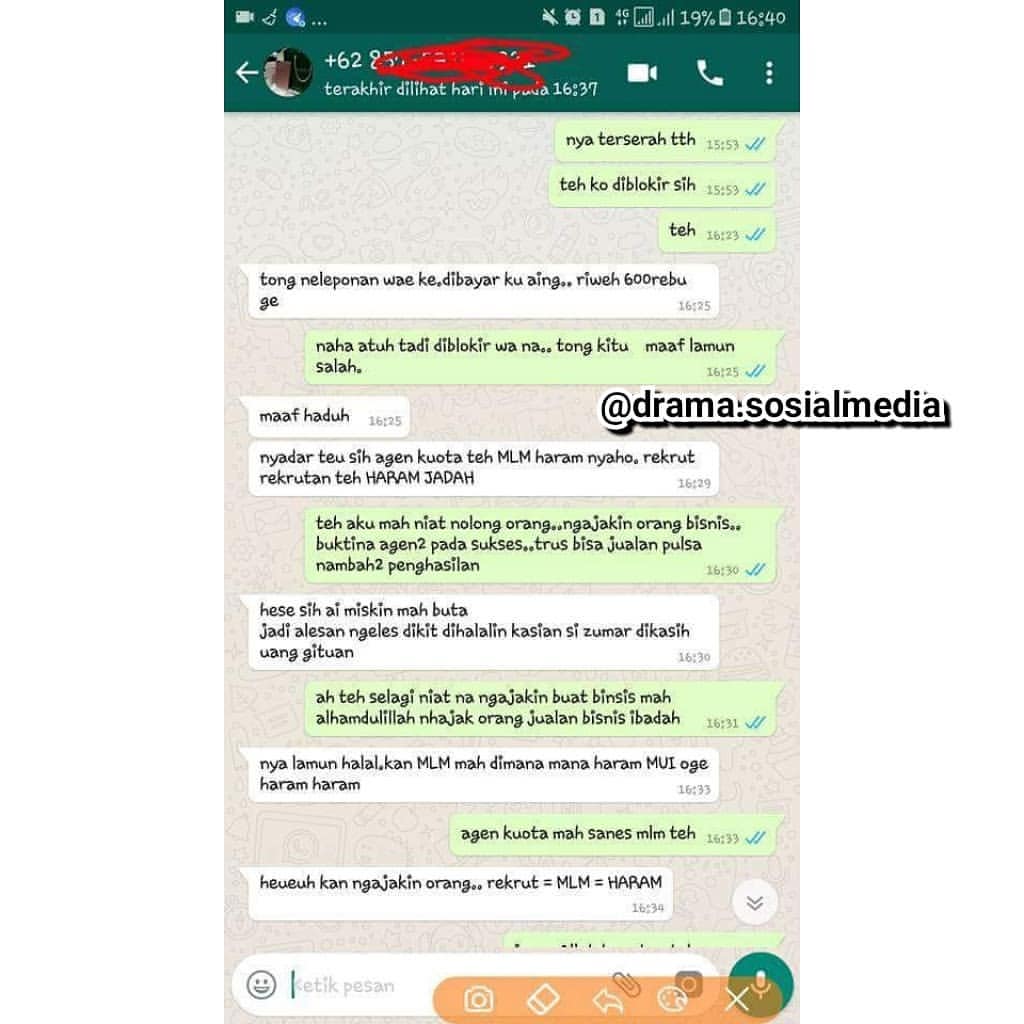 ... 4G 19% 16:40
+62
terakhir dilihat hari ini pada 16:37
nya terserah tth 15:53
teh ko diblokir sih 15:53
teh 16:23
tong neleponan wae ke.dibayar ku aing.. riweh 600rebu
ge 16:25
naha atuh tadi diblokir wa na.. tong kitu maaf lamun
salah. 16:25
@drama.sosialmedia
maaf haduh 16:25
nyadar teu sih agen kuota teh MLM haram nyaho. rekrut
rekrutan teh HARAM JADAH 16:29
teh aku mah niat nolong orang..ngajakin orang bisnis..
buktina agen2 pada sukses..trus bisa jualan pulsa
nambah2 penghasilan 16:30
hese sih ai miskin mah buta
jadi alesan ngeles dikit dihalalin kasian si zumar dikasih
uang gituan 16:30
ah teh selagi niat na ngajakin buat binsis mah
alhamdulillah nhajak orang jualan bisnis ibadah 16:31
nya lamun halal.kan MLM mah dimana mana haram MUI oge
haram haram 16:33
agen kuota mah sanes mlm teh 16:33
heueuh kan ngajakin orang.. rekrut = MLM = HARAM
16:34
Ketik pesan